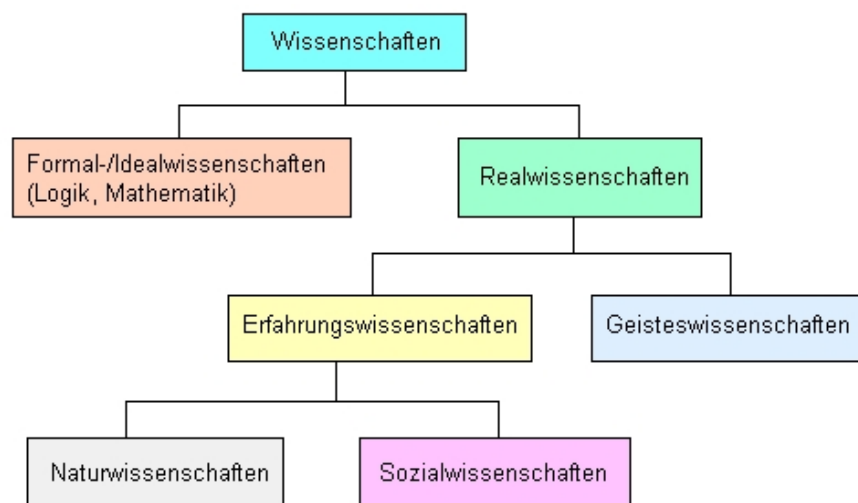 Wissenschaften
Formal-/Idealwissenschaften
(Logik, Mathematik)
Realwissenschaften
Erfahrungswissenschaften
Geisteswissenschaften
Naturwissenschaften
Sozialwissenschaften